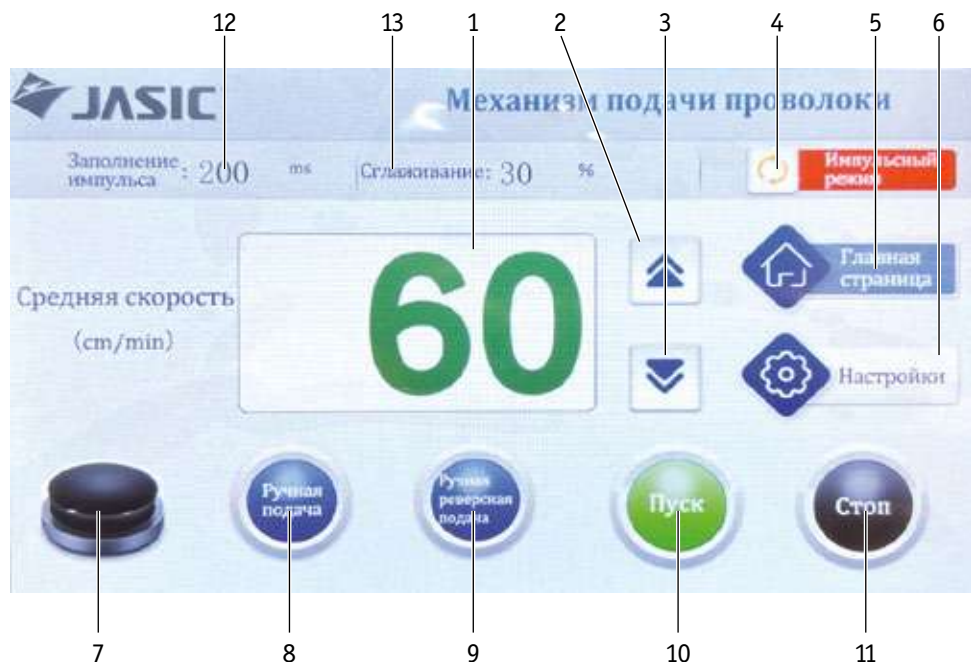 12 13 1 2 3 4 5 6
JASIC
Механизм подачи проволоки
Заполнение
импульса : 200 ms
Сглаживание: 30 %
Импульсный
режим
Средняя скорость
(cm/min)
60
Главная
страница
Настройки
Ручная
подача
Ручная
реверсная
подача
Пуск
Стоп
7 8 9 10 11